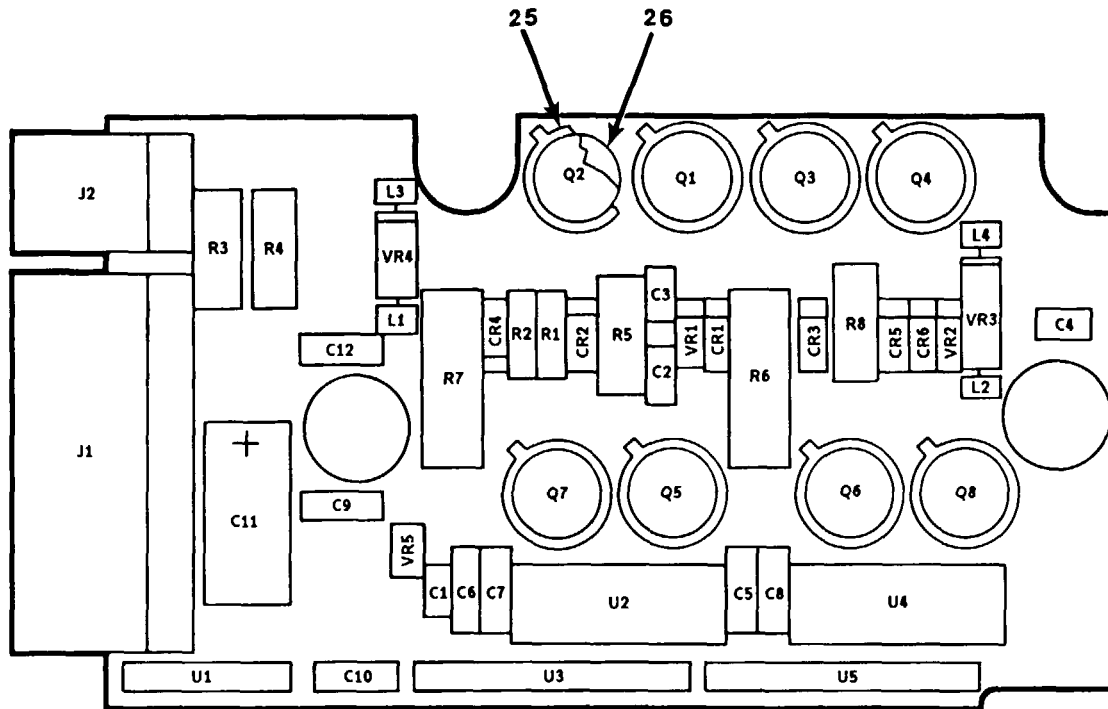 25 26
J2
Q2 Q1 Q3 Q4
L3
R3 R4 VR4
L4
L1
C12
R7 CR4 R2 R1 CR2 R5 C3 C2 VR1 CR1 R6 CR3 R8 CR5 CR6 VR2 VR3 C4
L2
J1
+
C11
C9
Q7 Q5 Q6 Q8
VR5
C1 C6 C7 U2 C5 C8 U4
U1 C10 U3 U5